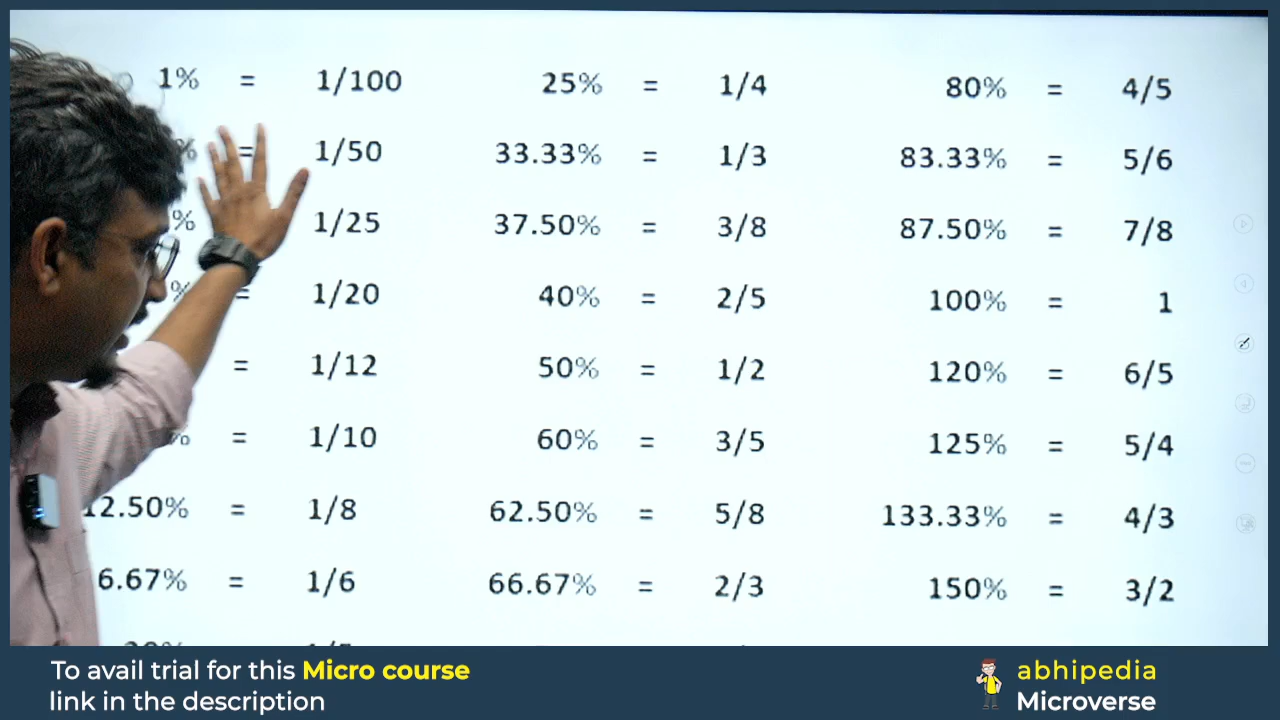 1% = 1/100 25% = 1/4 80% = 4/5
% = 1/50 33.33% = 1/3 83.33% = 5/6
% 1/25 37.50% = 3/8 87.50% = 7/8
% = 1/20 40% = 2/5 100% = 1
= 1/12 50% = 1/2 120% = 6/5
% = 1/10 60% = 3/5 125% = 5/4
12.50% = 1/8 62.50% = 5/8 133.33% = 4/3
6.67% = 1/6 66.67% = 2/3 150% = 3/2
To avail trial for this Micro course
link in the description
abhipedia
Microverse